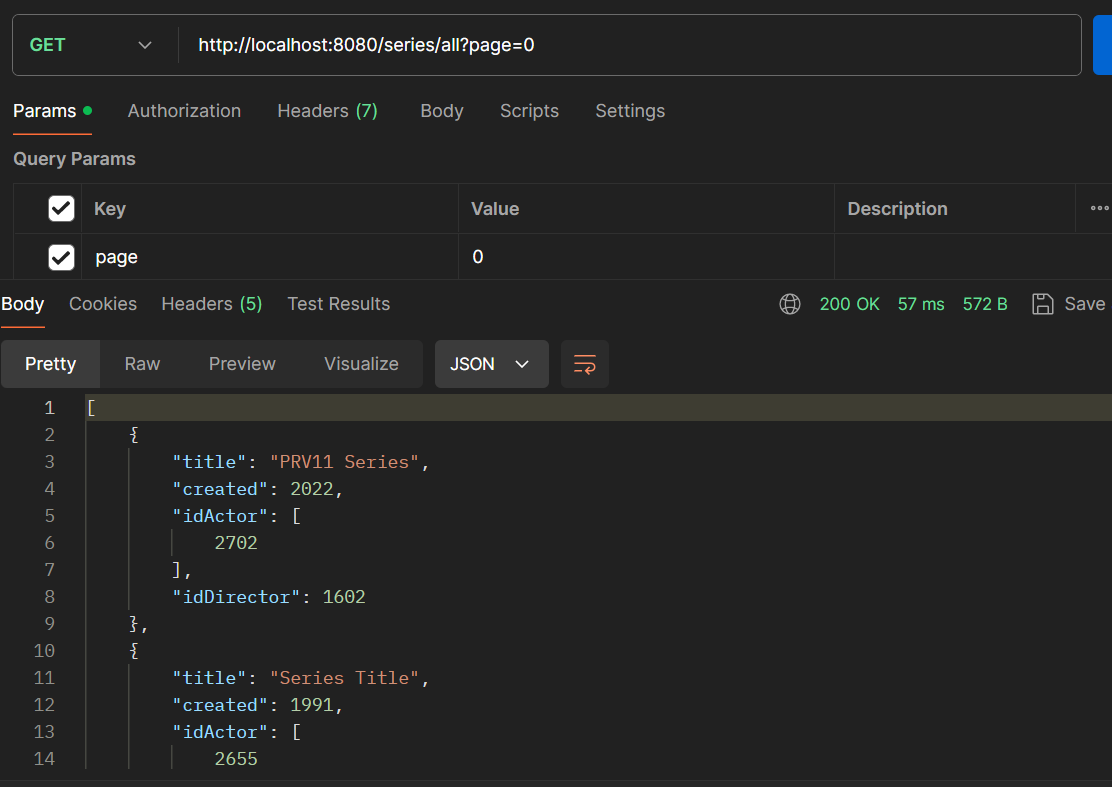 GET http://localhost:8080/series/all?page=0
Params Authorization Headers (7) Body Scripts Settings
Query Params
Key Value Description
page 0
Body Cookies Headers (5) Test Results 200 OK 57 ms 572 B Save
Pretty Raw Preview Visualize JSON
1 [
2 {
3 "title": "PRV11 Series",
4 "created": 2022,
5 "idActor": [
6 2702
7 ],
8 "idDirector": 1602
9 },
10 {
11 "title": "Series Title",
12 "created": 1991,
13 "idActor": [
14 2655